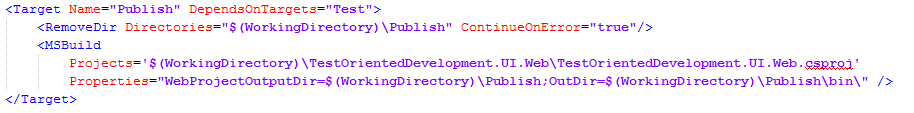 <Target Name="Publish" DependsOnTargets="Test">
<RemoveDir Directories="$(WorkingDirectory)\Publish" ContinueOnError="true"/>
<MSBuild
Projects='$(WorkingDirectory)\TestOrientedDevelopment.UI.Web\TestOrientedDevelopment.UI.Web.csproj'
Properties="WebProjectOutputDir=$(WorkingDirectory)\Publish;OutDir=$(WorkingDirectory)\Publish\bin\" />
</Target>